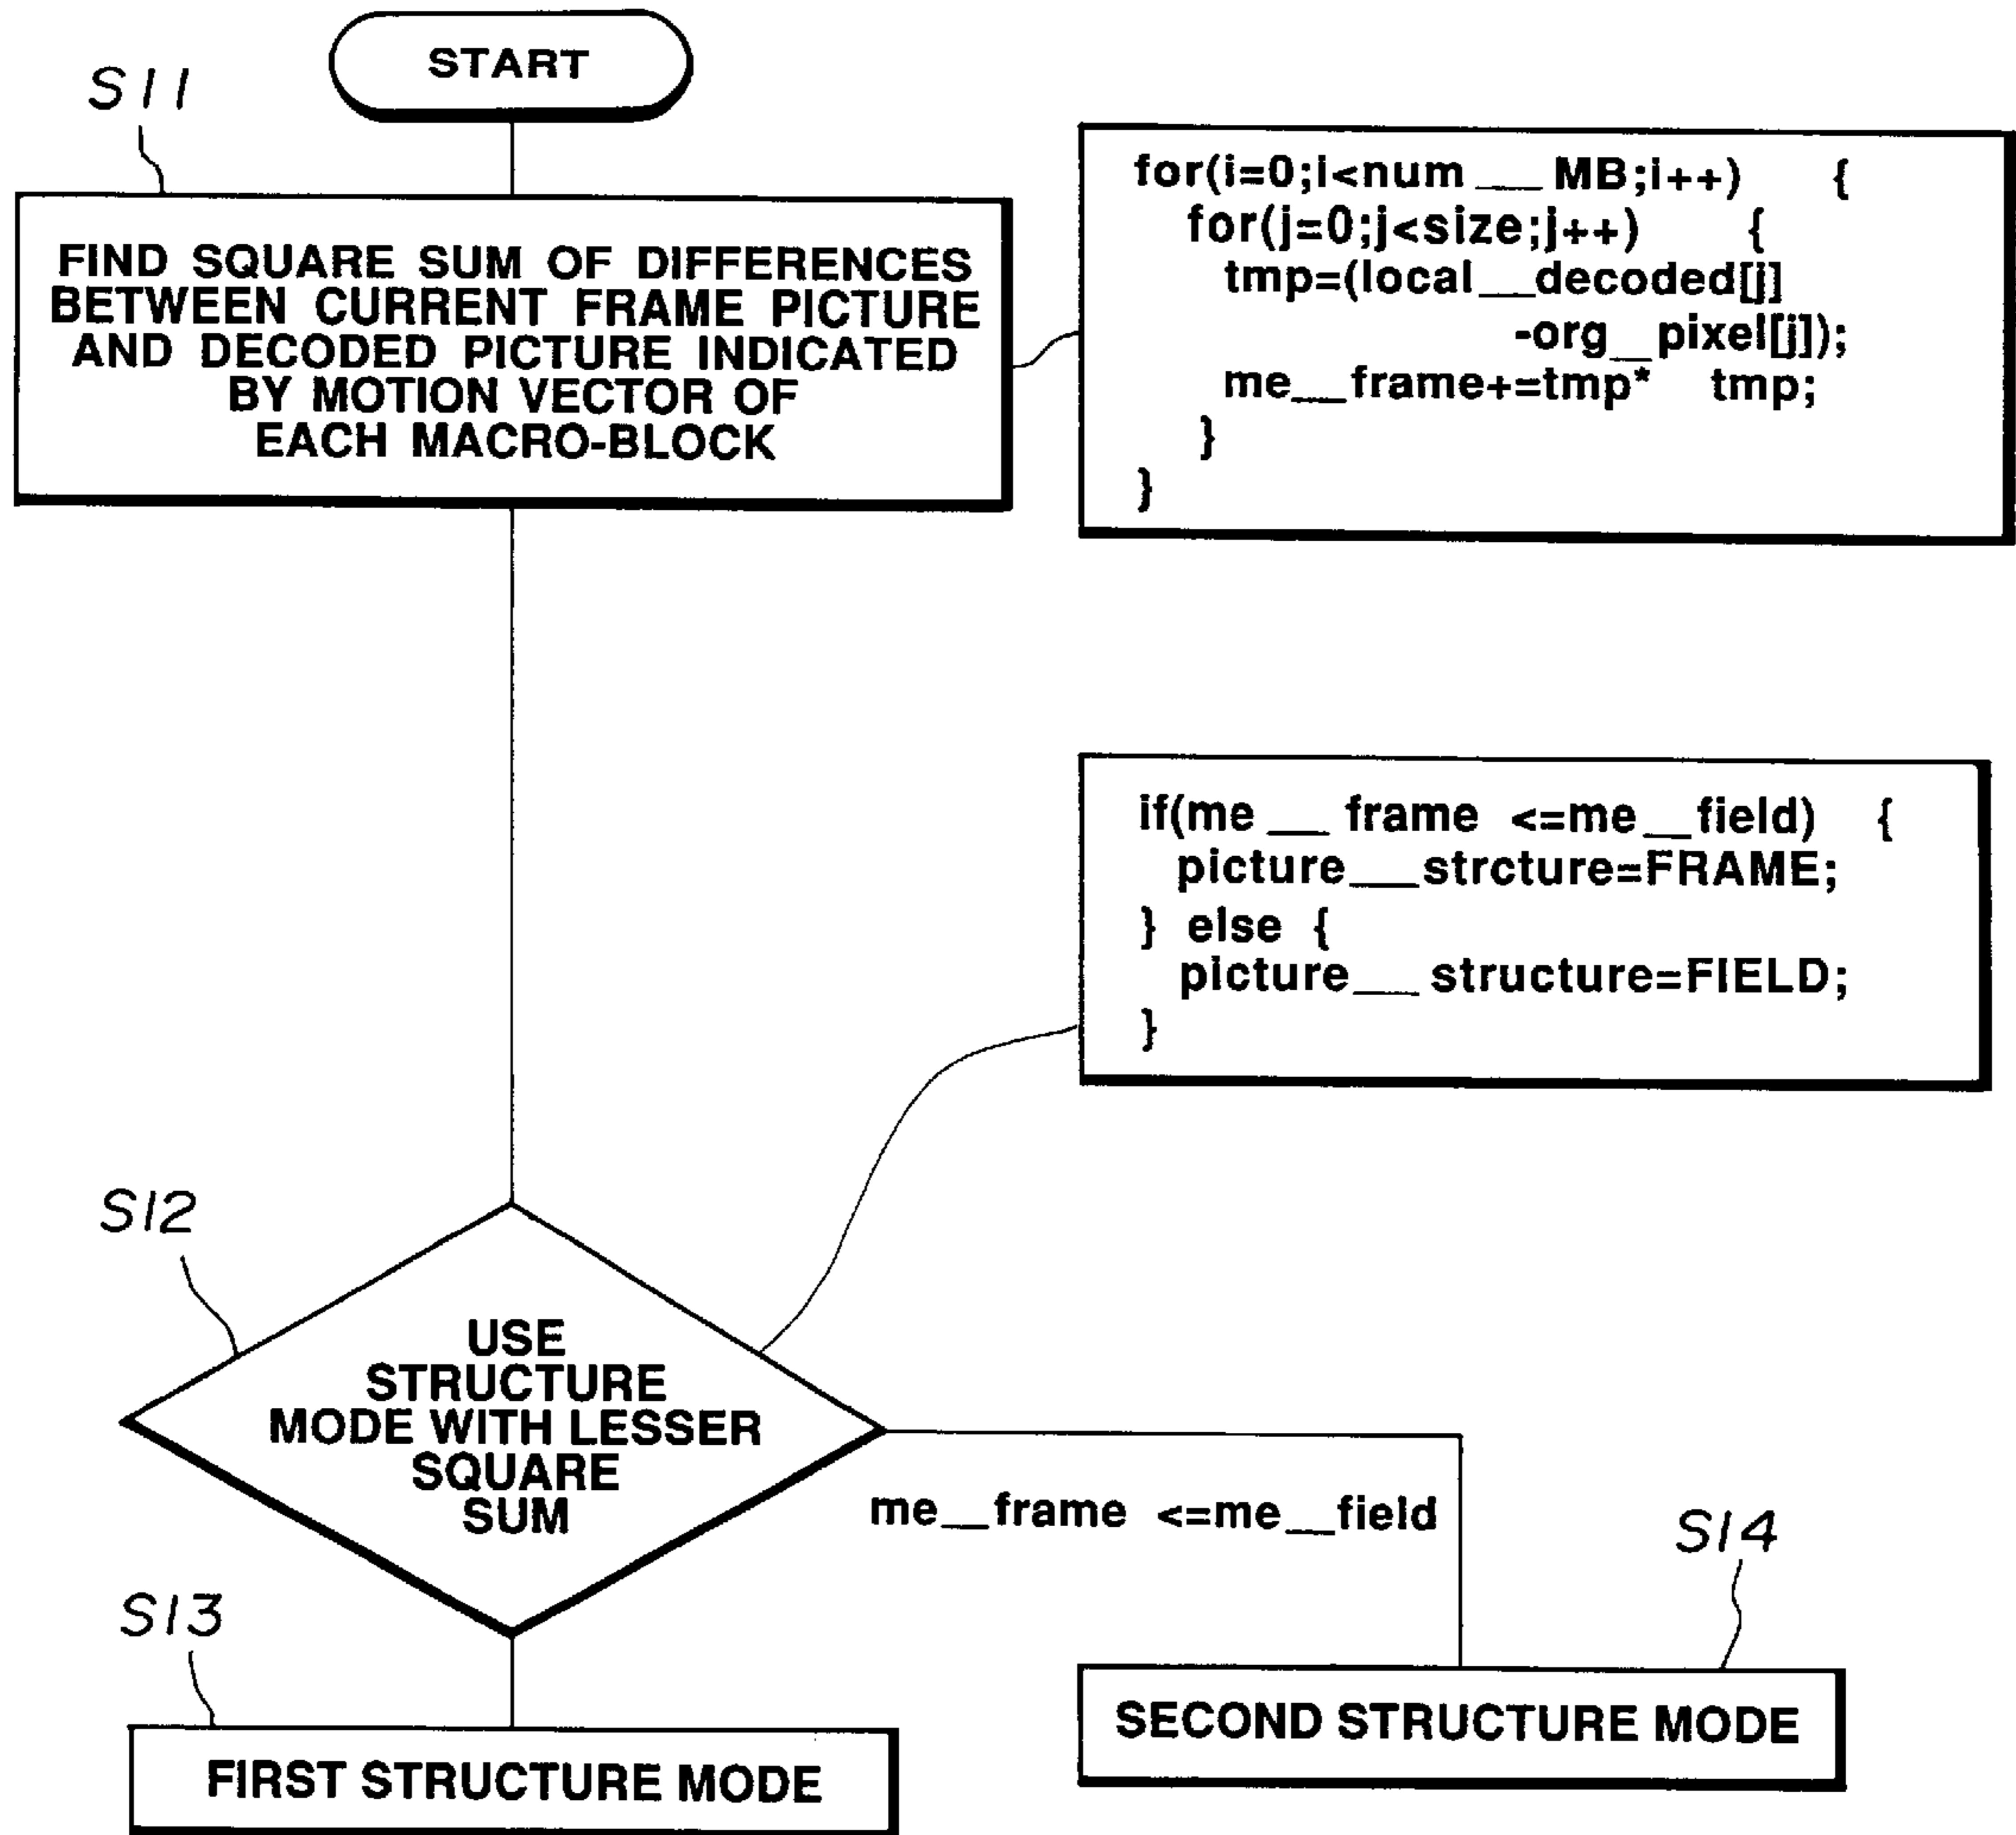 START
S11
FIND SQUARE SUM OF DIFFERENCES
BETWEEN CURRENT FRAME PICTURE
AND DECODED PICTURE INDICATED
BY MOTION VECTOR OF
EACH MACRO-BLOCK
for(i=0;i<num__MB;i++) {
for(j=0;j<size;j++) {
tmp=(local__decoded[j]
-org__pixel[j]);
me__frame+=tmp* tmp;
}
}
if(me__frame <=me__field) {
picture__strcture=FRAME;
} else {
picture__structure=FIELD;
}
S12
USE
STRUCTURE
MODE WITH LESSER
SQUARE
SUM
me__frame <=me__field
S13
FIRST STRUCTURE MODE
S14
SECOND STRUCTURE MODE